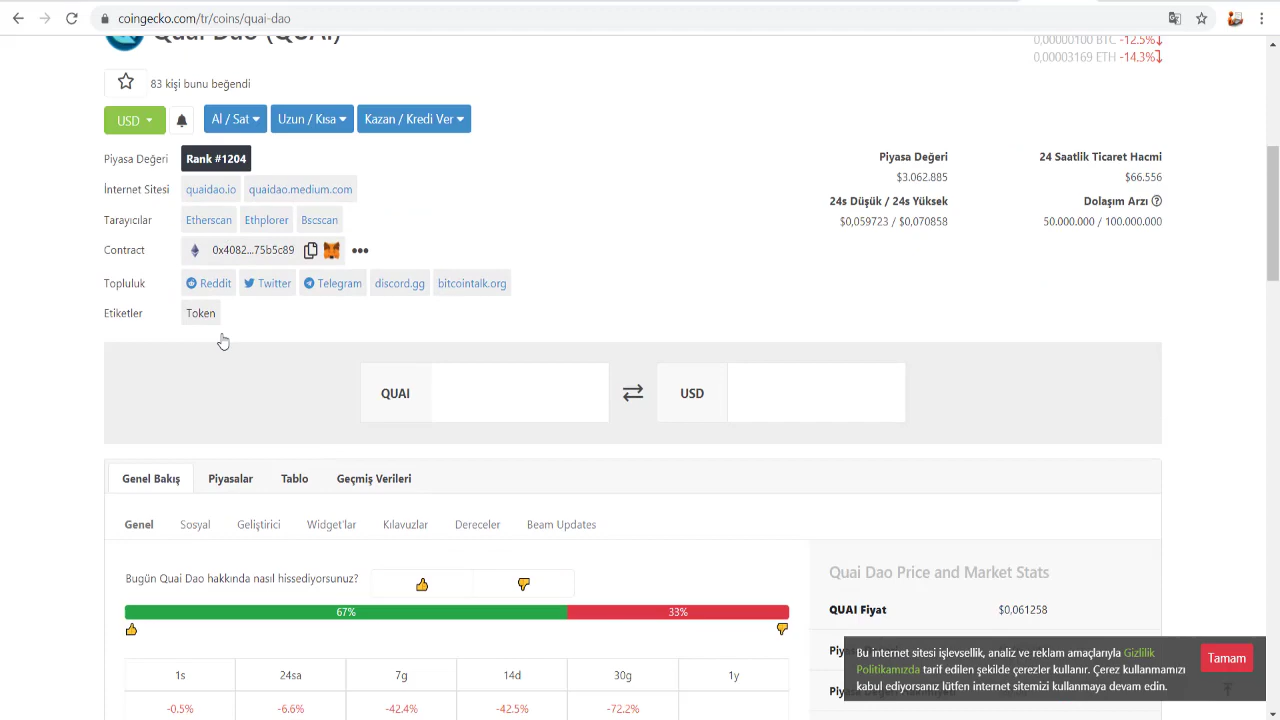 coingecko.com/tr/coins/quai-dao
Quai Dao (QUAI)
0,00000100 BTC -12.5%
0,00003169 ETH -14.3%
83 kişi bunu beğendi
USD
Al / Sat
Uzun / Kısa
Kazan / Kredi Ver
Piyasa Değeri Rank #1204
İnternet Sitesi quaidao.io quaidao.medium.com
Tarayıcılar Etherscan Ethplorer Bscscan
Contract 0x4082...75b5c89
Topluluk Reddit Twitter Telegram discord.gg bitcointalk.org
Etiketler Token
Piyasa Değeri
$3.062.885
24s Düşük / 24s Yüksek
$0,059723 / $0,070858
24 Saatlik Ticaret Hacmi
$66.556
Dolaşım Arzı
50.000.000 / 100.000.000
QUAI
USD
Genel Bakış Piyasalar Tablo Geçmiş Verileri
Genel Sosyal Geliştirici Widget'lar Kılavuzlar Dereceler Beam Updates
Bugün Quai Dao hakkında nasıl hissediyorsunuz?
67% 33%
1s 24sa 7g 14d 30g 1y
-0.5% -6.6% -42.4% -42.5% -72.2%
Quai Dao Price and Market Stats
QUAI Fiyat $0,061258
Bu internet sitesi işlevsellik, analiz ve reklam amaçlarıyla Gizlilik
Politikamızda tarif edilen şekilde çerezler kullanır. Çerez kullanmamızı
kabul ediyorsanız lütfen internet sitemizi kullanmaya devam edin.
Tamam